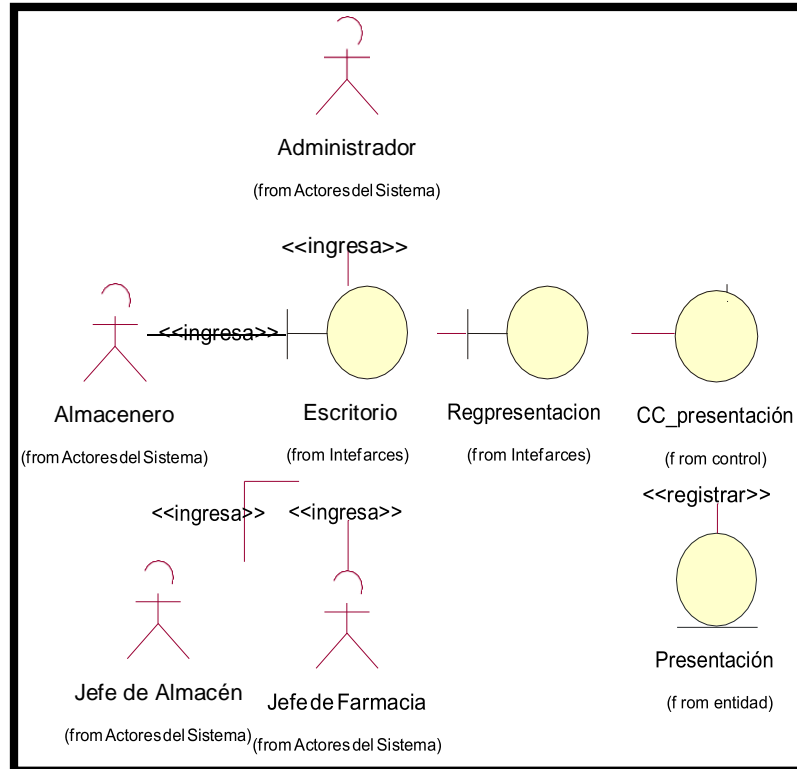 Administrador
(from Actores del Sistema)
<<ingresa>>
<<ingresa>>
Almacenero
(from Actores del Sistema)
Escritorio
(from Intefarces)
Regpresentacion
(from Intefarces)
CC_presentación
(f rom control)
<<ingresa>>
<<ingresa>>
<<registrar>>
Jefe de Almacén
(from Actores del Sistema)
Jefe de Farmacia
(from Actores del Sistema)
Presentación
(f rom entidad)